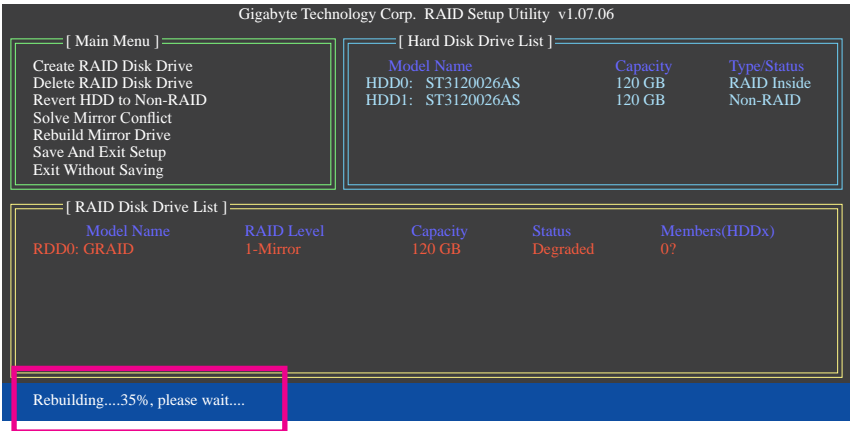 Gigabyte Technology Corp. RAID Setup Utility v1.07.06
[ Main Menu ]
Create RAID Disk Drive
Delete RAID Disk Drive
Revert HDD to Non-RAID
Solve Mirror Conflict
Rebuild Mirror Drive
Save And Exit Setup
Exit Without Saving
[ Hard Disk Drive List ]
Model Name Capacity Type/Status
HDD0: ST3120026AS 120 GB RAID Inside
HDD1: ST3120026AS 120 GB Non-RAID
[ RAID Disk Drive List ]
Model Name RAID Level Capacity Status Members(HDDx)
RDD0: GRAID 1-Mirror 120 GB Degraded 0?
Rebuilding....35%, please wait....